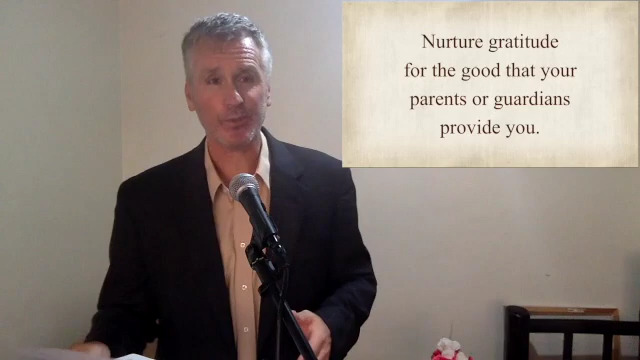 Nurture gratitude
for the good that your
parents or guardians
provide you.